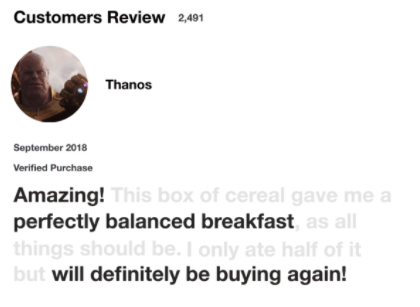 Customers Review 2,491
Thanos
September 2018
Verified Purchase
Amazing! This box of cereal gave me a
perfectly balanced breakfast, as all
things should be. I only ate half of it
but will definitely be buying again!